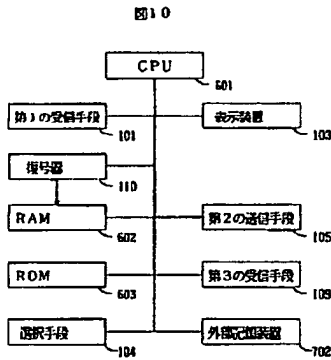 図10
CPU
601
第1の受信手段
101
表示装置
103
復号器
110
RAM
602
第2の送信手段
105
ROM
603
第3の受信手段
109
選択手段
104
外部記憶装置
702